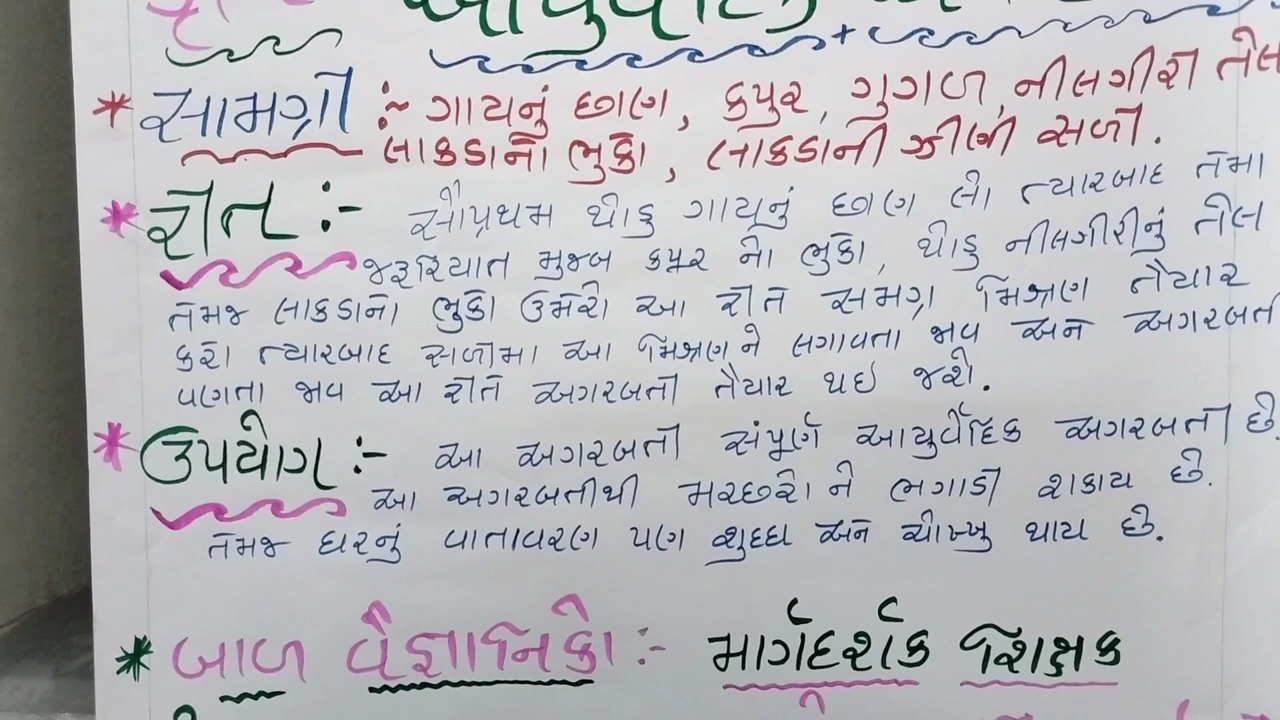 આયુર્વેદિક
* સામગ્રી :~ ગાયનું છાણ, કપુર, ગુગળ, નીલગીરી તેલ
લાકડાનો ભુકો, લાકડાની ઝીણી સળી.
* રીત :- સૌપ્રથમ થોડુ ગાયનું છાણ લો ત્યારબાદ તેમા
જરૂરિયાત મુજબ કપૂર નો ભુકો, થોડુ નીલગીરીનું તેલ
તેમજ લાકડાનો ભુકો ઉમેરો આ રીતે સમગ્ર મિશ્રણ તૈયાર
કરો ત્યારબાદ સળીમા આ મિશ્રણ ને લગાવતા જાવ અને અગરબત
વણતા જાવ આ રીતે અગરબતી તૈયાર થઇ જશે.
* ઉપયોગ :- આ અગરબતી સંપૂર્ણ આયુર્વેદિક અગરબતી છે.
આ અગરબતીથી મચ્છરો ને ભગાડી શકાય છે.
તેમજ ઘરનું વાતાવરણ પણ શુધ્ધ અને ચોખ્ખુ થાય છે.
* બાળ વૈજ્ઞાનિકો :- માર્ગદર્શક શિક્ષક